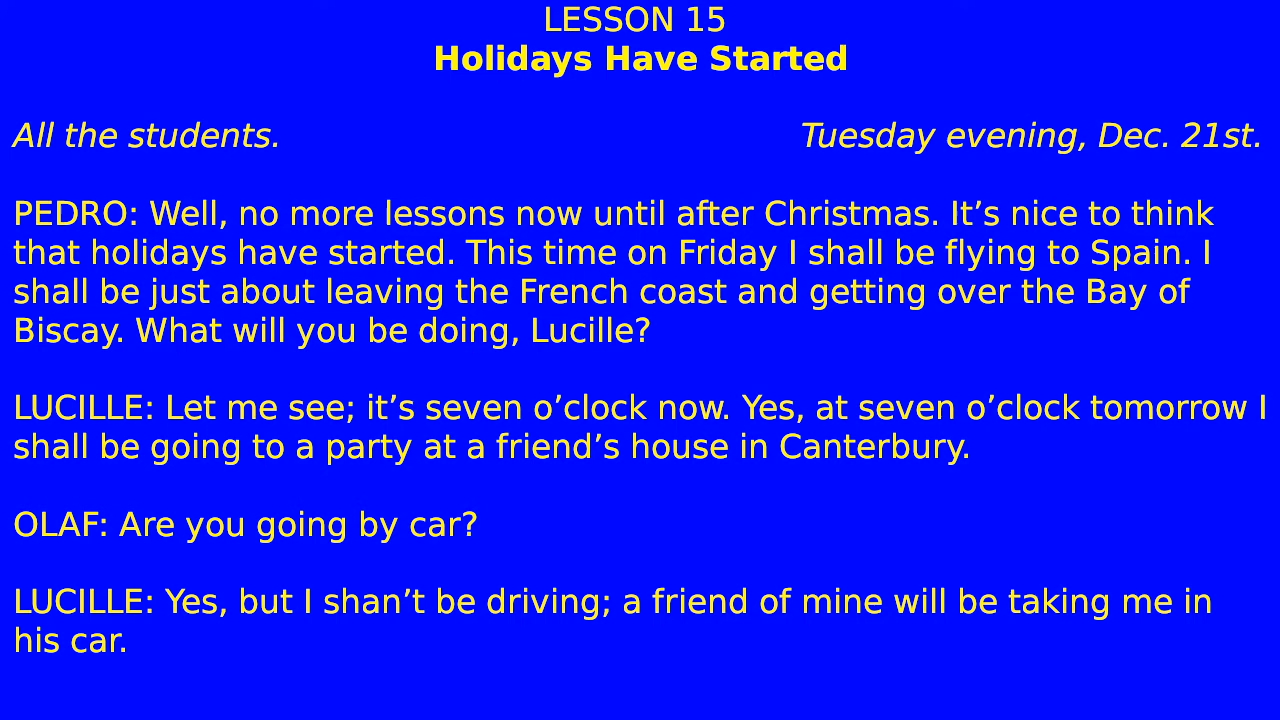 LESSON 15
Holidays Have Started
All the students. Tuesday evening, Dec. 21st.
PEDRO: Well, no more lessons now until after Christmas. It’s nice to think
that holidays have started. This time on Friday I shall be flying to Spain. I
shall be just about leaving the French coast and getting over the Bay of
Biscay. What will you be doing, Lucille?
LUCILLE: Let me see; it’s seven o’clock now. Yes, at seven o’clock tomorrow I
shall be going to a party at a friend’s house in Canterbury.
OLAF: Are you going by car?
LUCILLE: Yes, but I shan’t be driving; a friend of mine will be taking me in
his car.